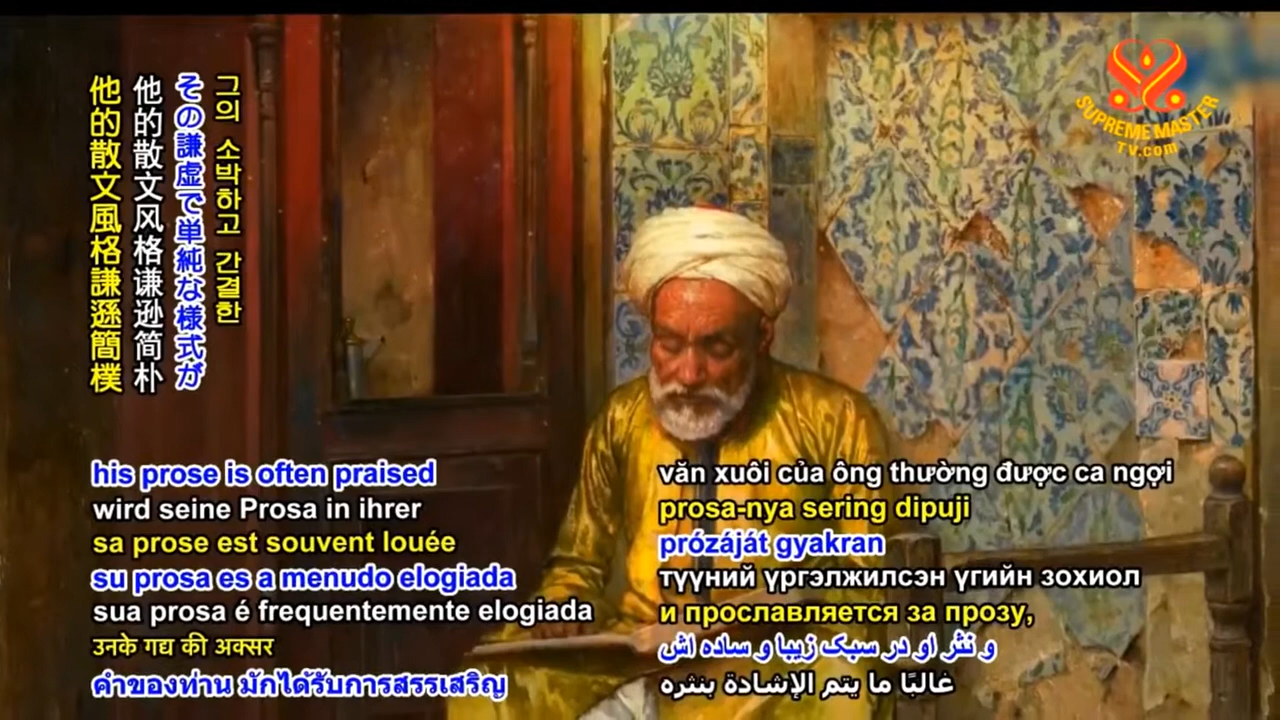 그의 소박하고 간결한
その謙虚で単純な様式が
他的散文风格谦逊简朴
他的散文風格謙遜簡樸
SUPREME MASTER
TV.com
his prose is often praised
wird seine Prosa in ihrer
sa prose est souvent louée
su prosa es a menudo elogiada
sua prosa é frequentemente elogiada
उनके गद्य की अक्सर
คำของท่าน มักได้รับการสรรเสริญ
văn xuôi của ông thường được ca ngợi
prosa-nya sering dipuji
prózáját gyakran
түүний үргэлжилсэн үгийн зохиол
и прославляется за прозу,
و نثر او در سبک زیبا و ساده اش
غالبًا ما يتم الإشادة بنثره